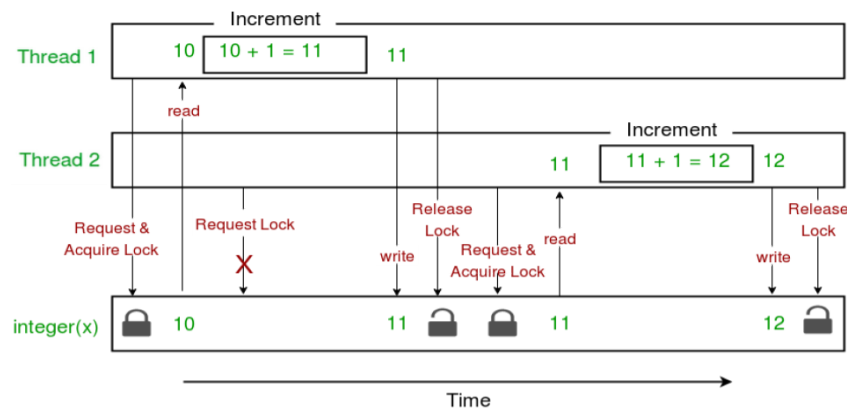 Increment
Thread 1
10
10 + 1 = 11
11
read
Increment
Thread 2
11
11 + 1 = 12
12
Request &
Acquire Lock
Request Lock
X
write
Release
Lock
Request &
Acquire Lock
read
write
Release
Lock
integer(x)
10
11
11
12
Time